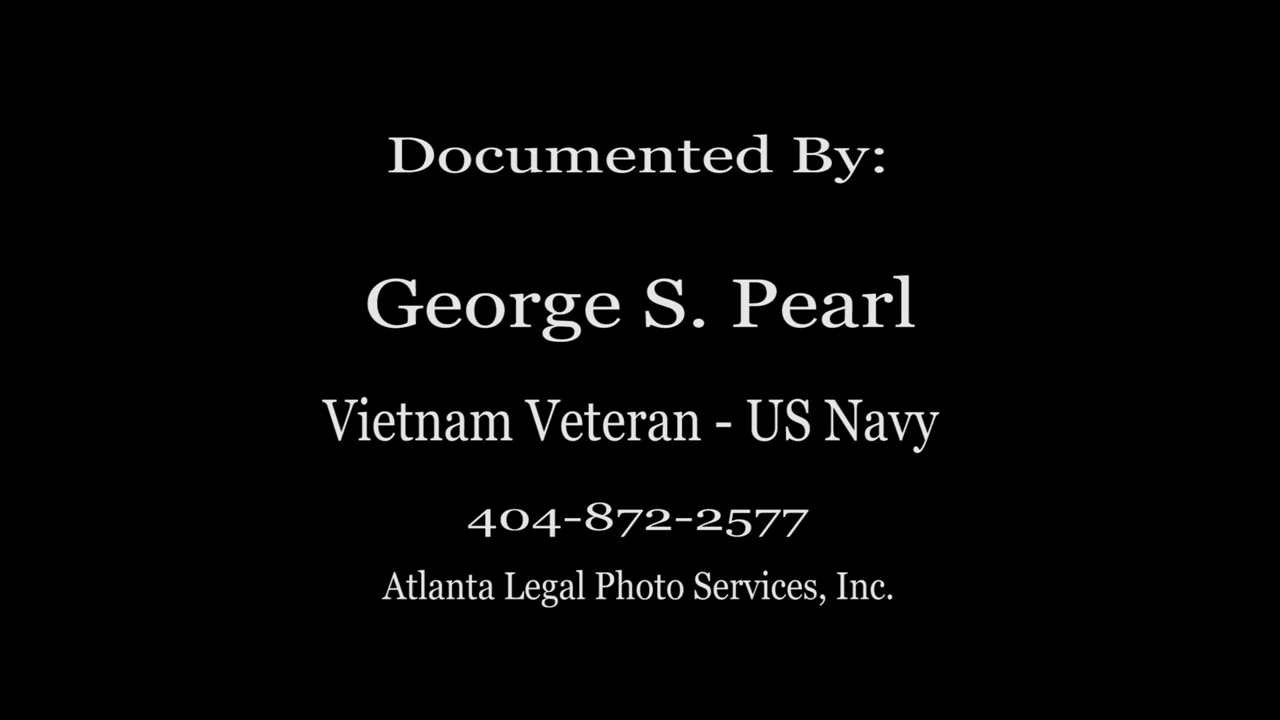 Documented By:
George S. Pearl
Vietnam Veteran - US Navy
404-872-2577
Atlanta Legal Photo Services, Inc.